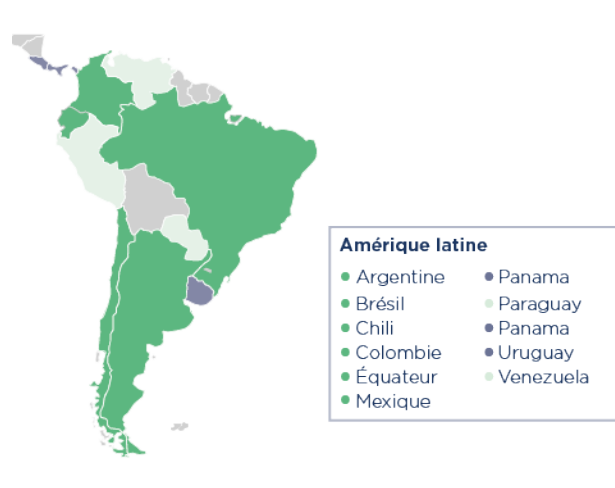 Amérique latine
Argentine
Brésil
Chili
Colombie
Équateur
Mexique
Panama
Paraguay
Panama
Uruguay
Venezuela